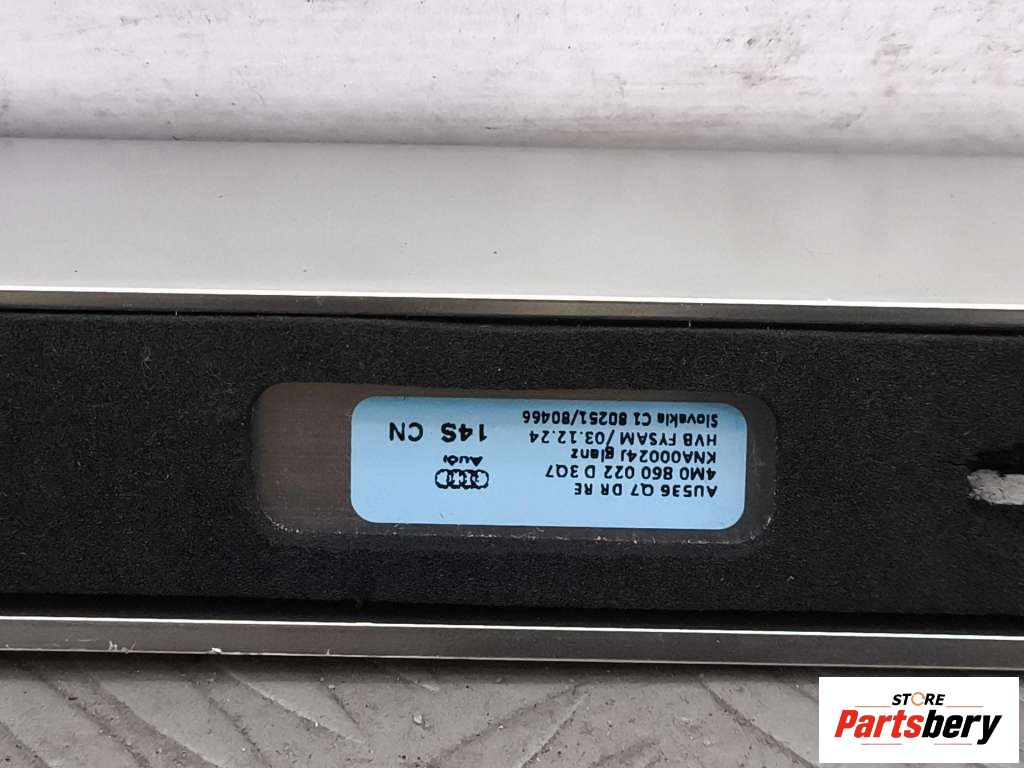 AU536 Q7 DR RE
4M0 860 022 D 3Q7
KNA00024J glanz
HVB FYSAM /03.12.24
Slovakia C1 80251/80466
Audi
14S CN
STORE
Partsbery